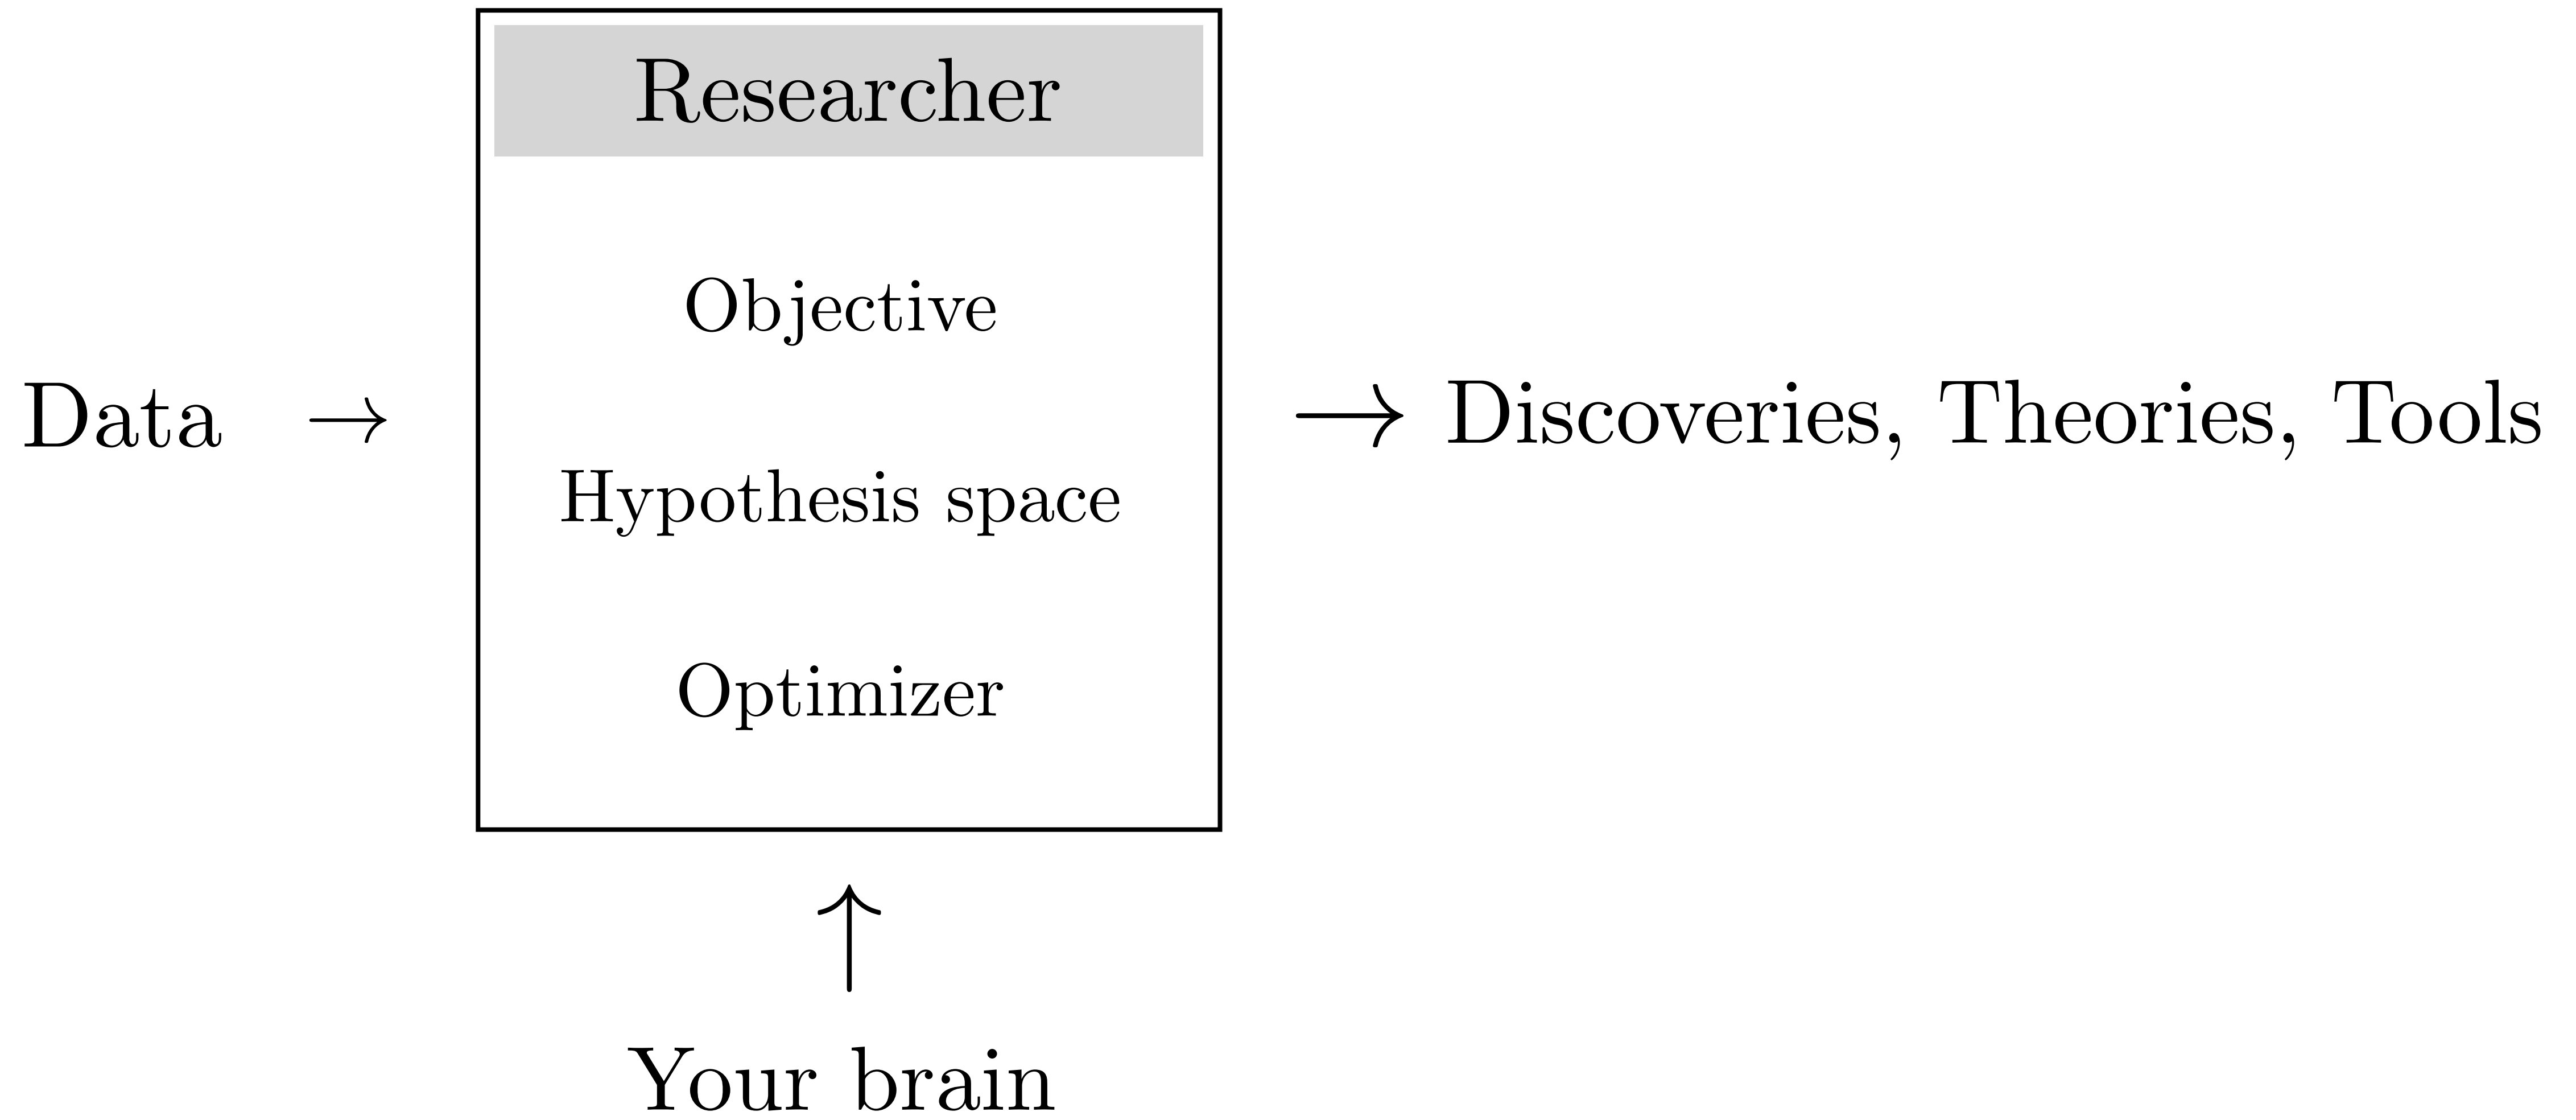 Researcher
Objective
Data → → Discoveries, Theories, Tools
Hypothesis space
Optimizer
↑
Your brain